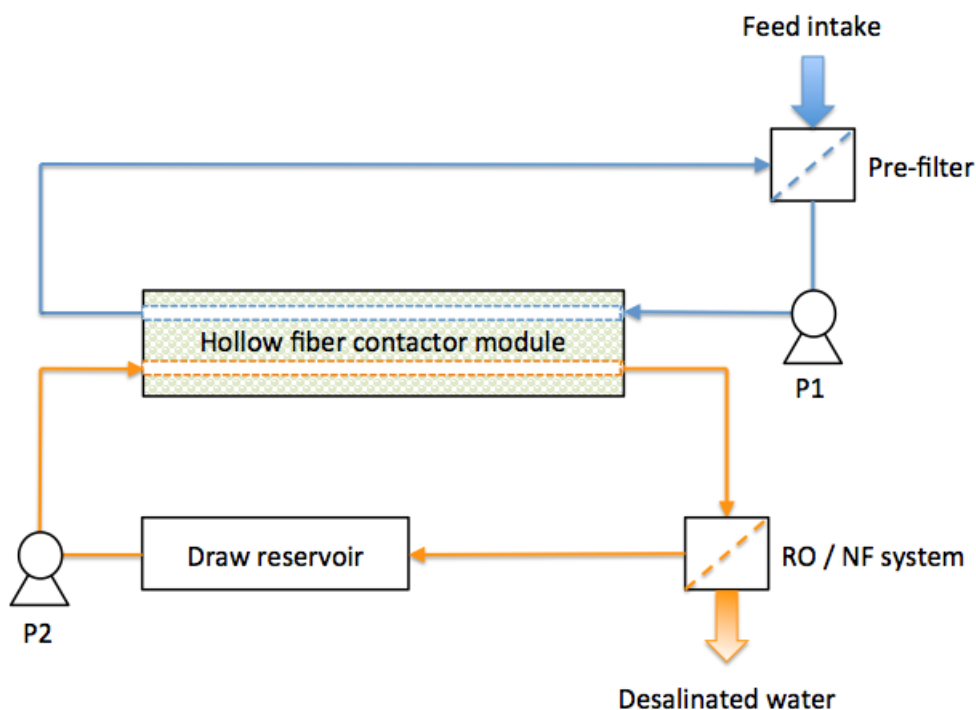 Feed intake
Pre-filter
Hollow fiber contactor module
P1
Draw reservoir
RO / NF system
P2
Desalinated water